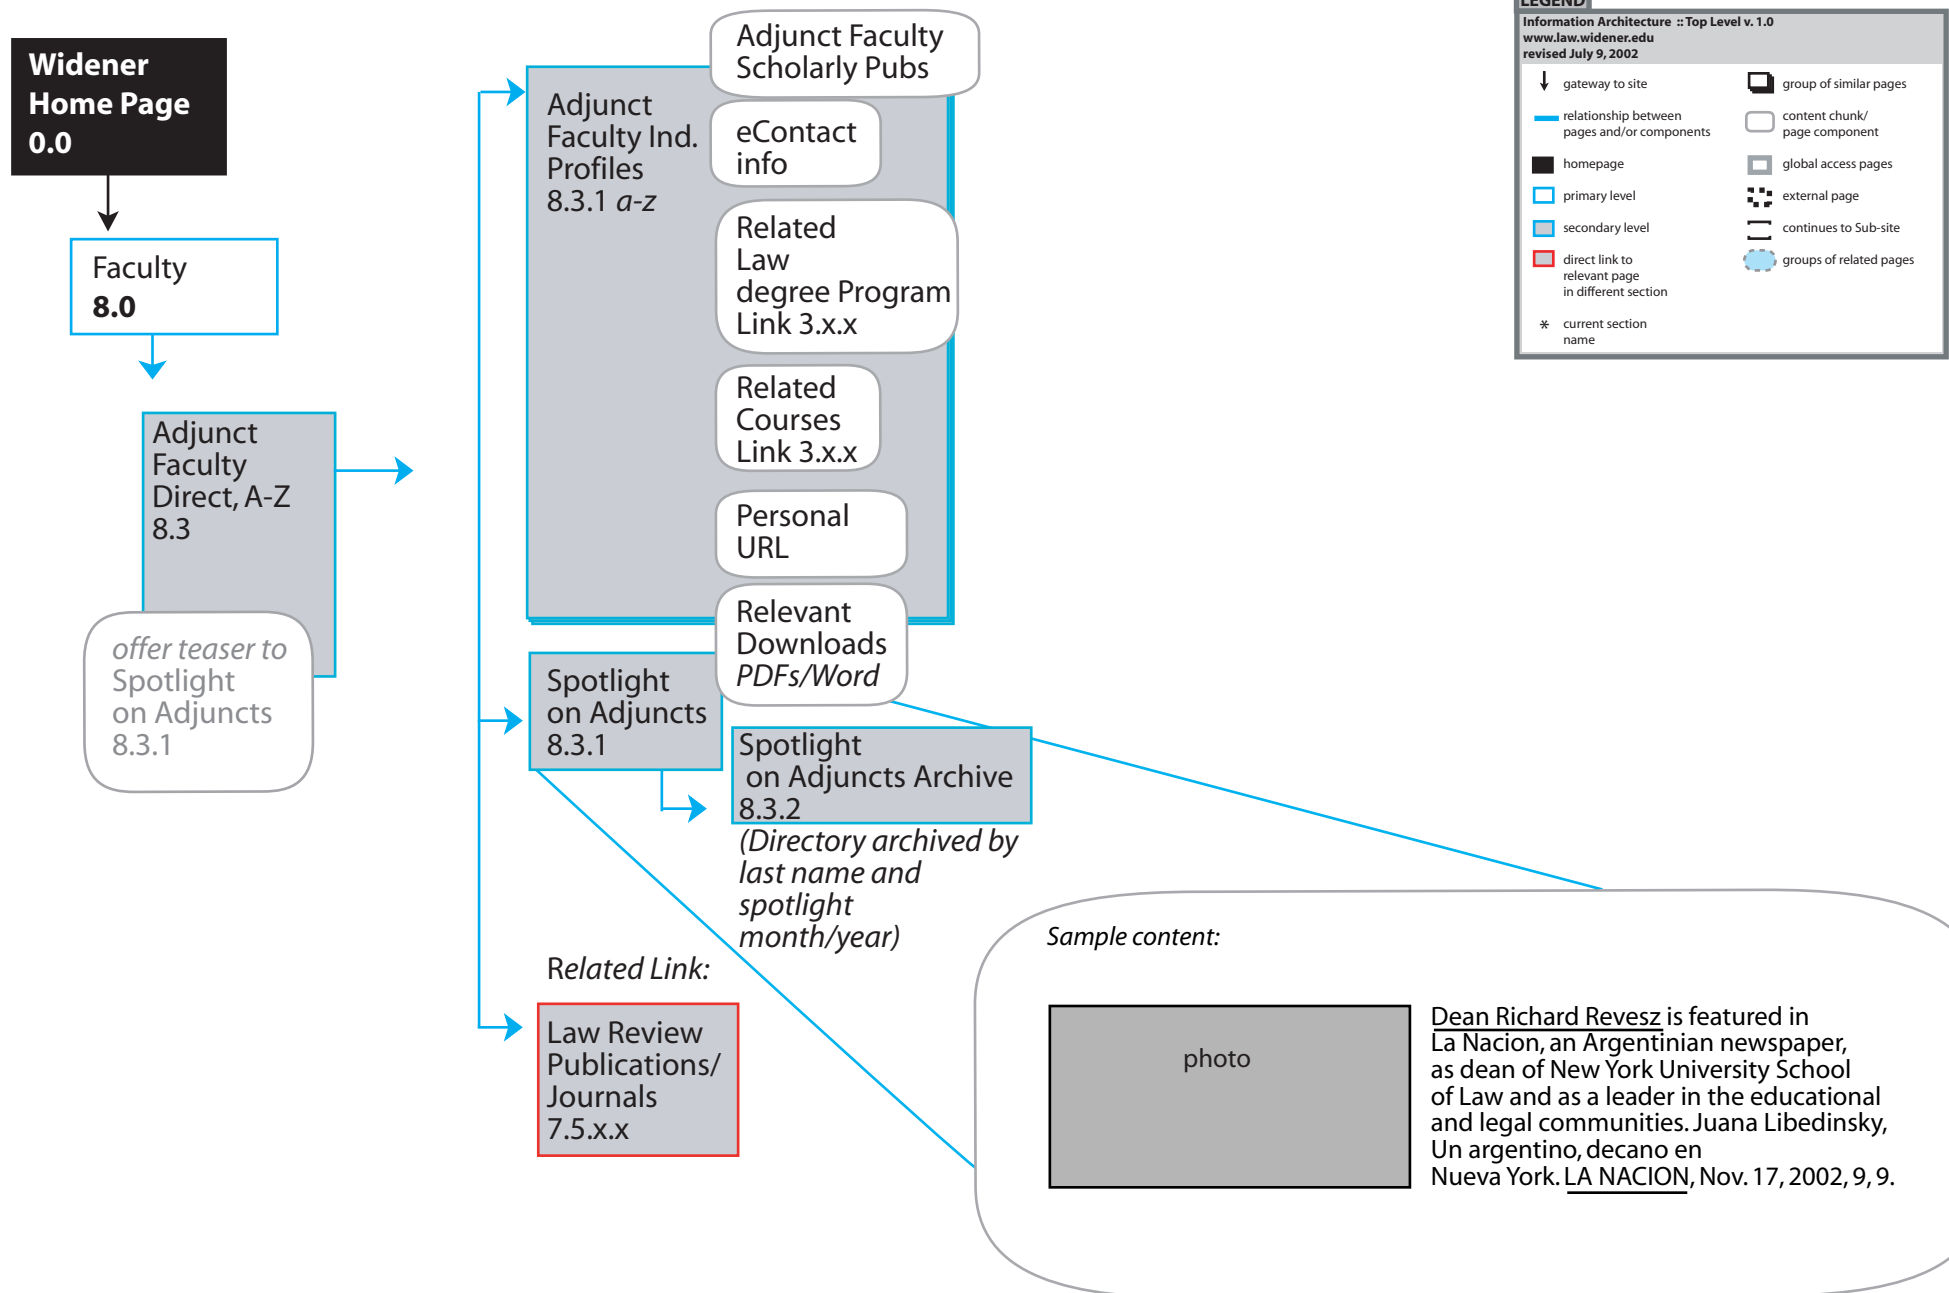 LEGEND
Information Architecture :: Top Level v. 1.0
www.law.widener.edu
revised July 9, 2002
gateway to site
relationship between
pages and/or components
homepage
primary level
secondary level
direct link to
relevant page
in different section
* current section
name
group of similar pages
content chunk/
page component
global access pages
external page
continues to Sub-site
groups of related pages
Widener
Home Page
0.0
Faculty
8.0
Adjunct
Faculty
Direct, A-Z
8.3
offer teaser to
Spotlight
on Adjuncts
8.3.1
Adjunct
Faculty Ind.
Profiles
8.3.1 a-z
Adjunct Faculty
Scholarly Pubs
eContact
info
Related
Law
degree Program
Link 3.x.x
Related
Courses
Link 3.x.x
Personal
URL
Relevant
Downloads
PDFs/Word
Spotlight
on Adjuncts
8.3.1
Spotlight
on Adjuncts Archive
8.3.2
(Directory archived by
last name and
spotlight
month/year)
Related Link:
Law Review
Publications/
Journals
7.5.x.x
Sample content:
photo
Dean Richard Revesz is featured in
La Nacion, an Argentinian newspaper,
as dean of New York University School
of Law and as a leader in the educational
and legal communities. Juana Libedinsky,
Un argentino, decano en
Nueva York. LA NACION, Nov. 17, 2002, 9, 9.